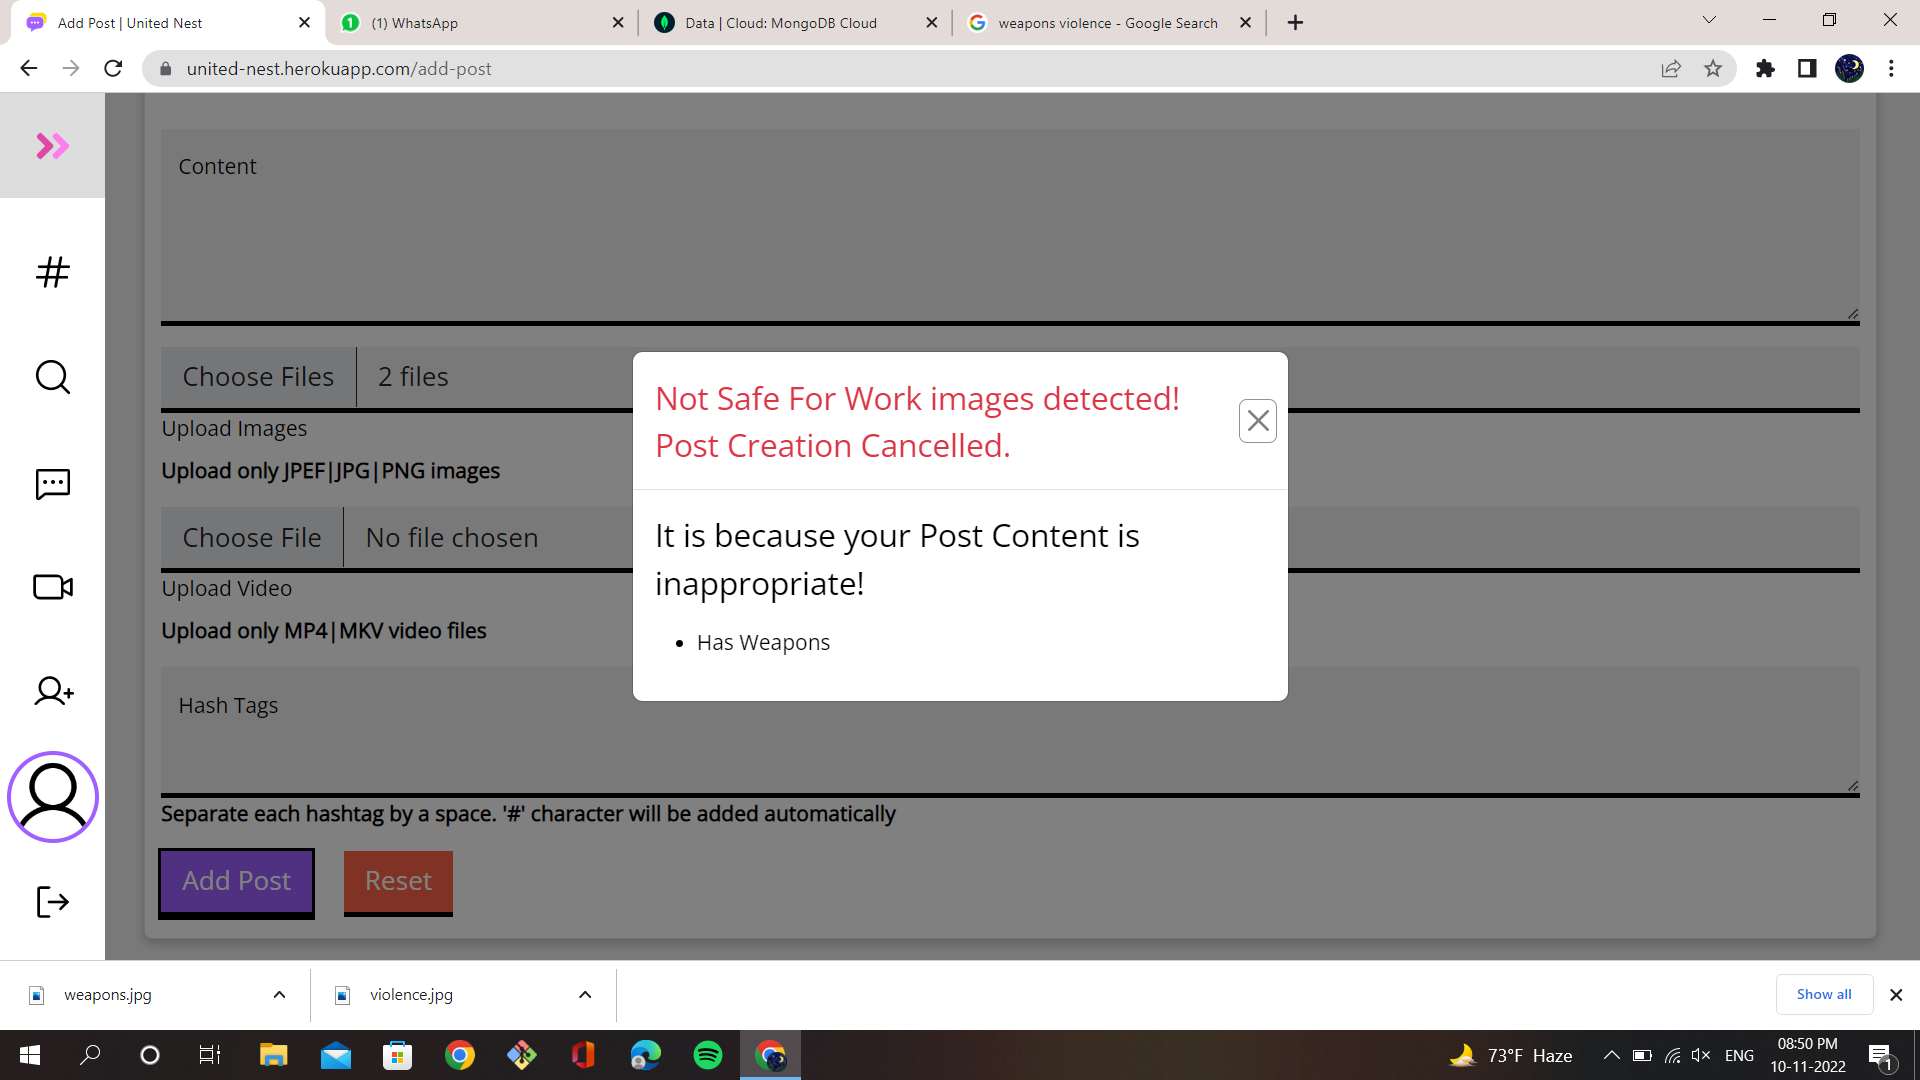 Add Post | United Nest
(1) WhatsApp
Data | Cloud: MongoDB Cloud
weapons violence - Google Search
united-nest.herokuapp.com/add-post
Content
Choose Files
2 files
Upload Images
Upload only JPEF|JPG|PNG images
Choose File
No file chosen
Upload Video
Upload only MP4|MKV video files
Hash Tags
Separate each hashtag by a space. '#' character will be added automatically
Add Post
Reset
Not Safe For Work images detected!
Post Creation Cancelled.
It is because your Post Content is
inappropriate!
• Has Weapons
weapons.jpg
violence.jpg
Show all
73°F Haze
ENG
08:50 PM
10-11-2022
1